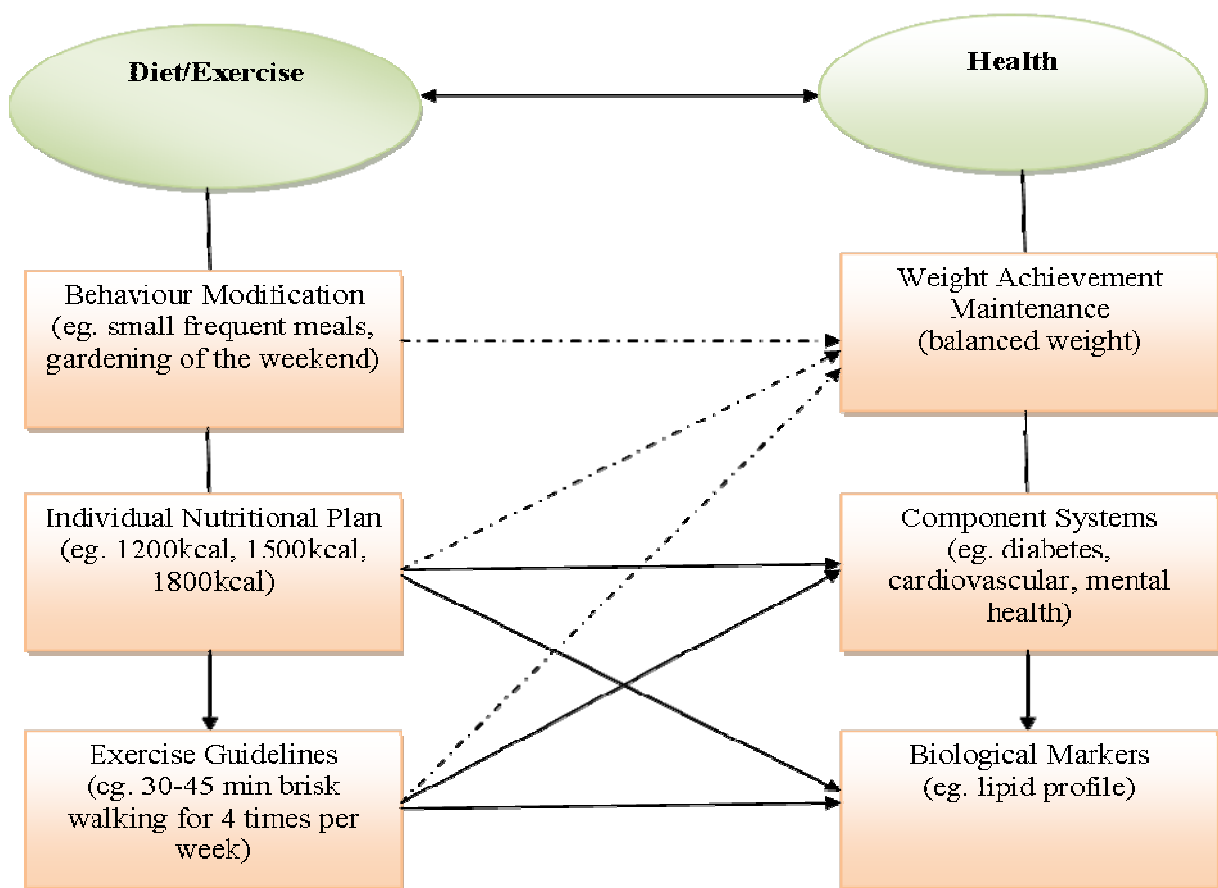 Diet/Exercise
Health
Behaviour Modification
(eg. small frequent meals,
gardening of the weekend)
Weight Achievement
Maintenance
(balanced weight)
Individual Nutritional Plan
(eg. 1200kcal, 1500kcal,
1800kcal)
Component Systems
(eg. diabetes,
cardiovascular, mental
health)
Exercise Guidelines
(eg. 30-45 min brisk
walking for 4 times per
week)
Biological Markers
(eg. lipid profile)